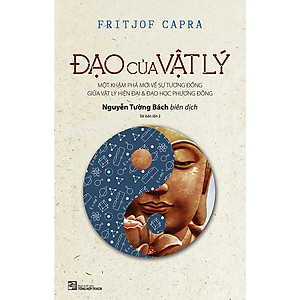 FRITJOF CAPRA
ĐẠO CỦA VẬT LÝ
MỘT KHÁM PHÁ MỚI VỀ SỰ TƯƠNG ĐỒNG
GIỮA VẬT LÝ HIỆN ĐẠI & ĐẠO HỌC PHƯƠNG ĐÔNG
Nguyễn Tường Bách biên dịch
Tái bản lần 3